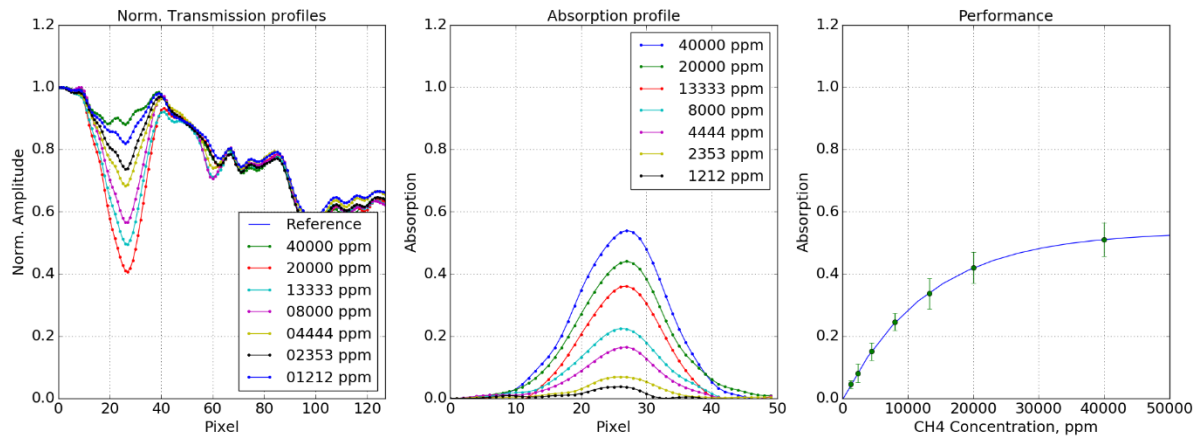 Norm. Transmission profiles
Norm. Amplitude
1.2
1.0
0.8
0.6
0.4
0.2
0.0
0 20 40 60 80 100 120
Pixel
Reference
40000 ppm
20000 ppm
13333 ppm
08000 ppm
04444 ppm
02353 ppm
01212 ppm
Absorption profile
Absorption
1.2
1.0
0.8
0.6
0.4
0.2
0.0
0 10 20 30 40 50
Pixel
40000 ppm
20000 ppm
13333 ppm
8000 ppm
4444 ppm
2353 ppm
1212 ppm
Performance
Absorption
1.2
1.0
0.8
0.6
0.4
0.2
0.0
0 10000 20000 30000 40000 50000
CH4 Concentration, ppm